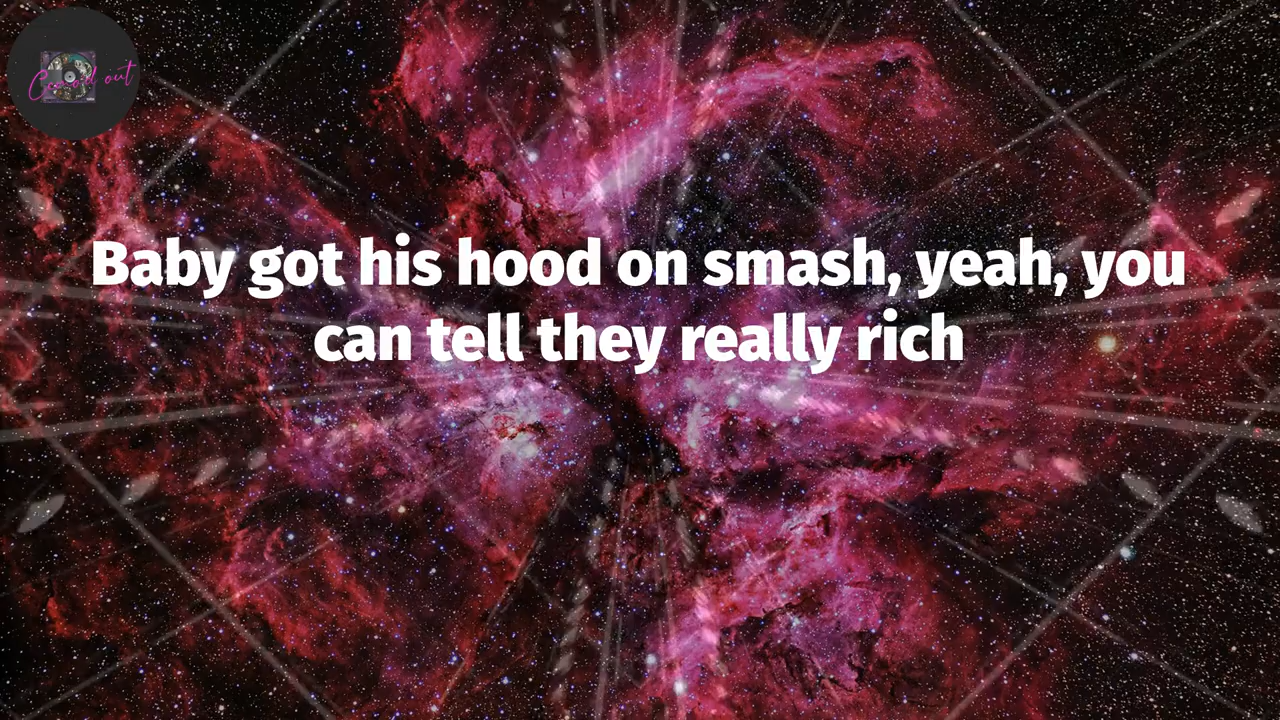 Baby got his hood on smash, yeah, you
can tell they really rich